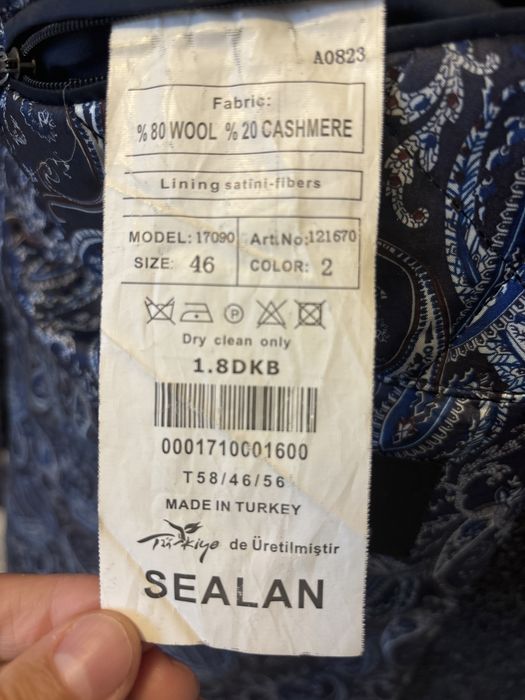 A0823
Fabric:
% 80 WOOL % 20 CASHMERE
Lining satini-fibers
MODEL: 17090 Art.No: 121670
SIZE: 46 COLOR: 2
P
Dry clean only
1.8DKB
0001710001600
T58/46/56
MADE IN TURKEY
Türkiye de Üretilmiştir
SEALAN